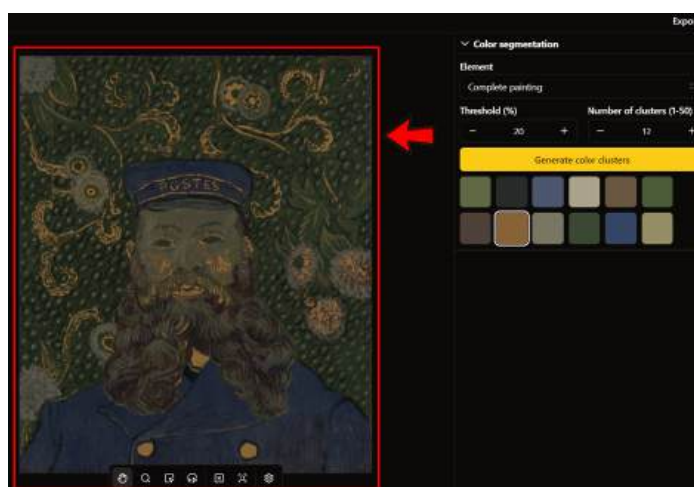 Expo
Color segmentation
Element
Complete painting
Threshold (%)
Number of clusters (1-50)
− 20 +
− 12 +
Generate color clusters
POSTES